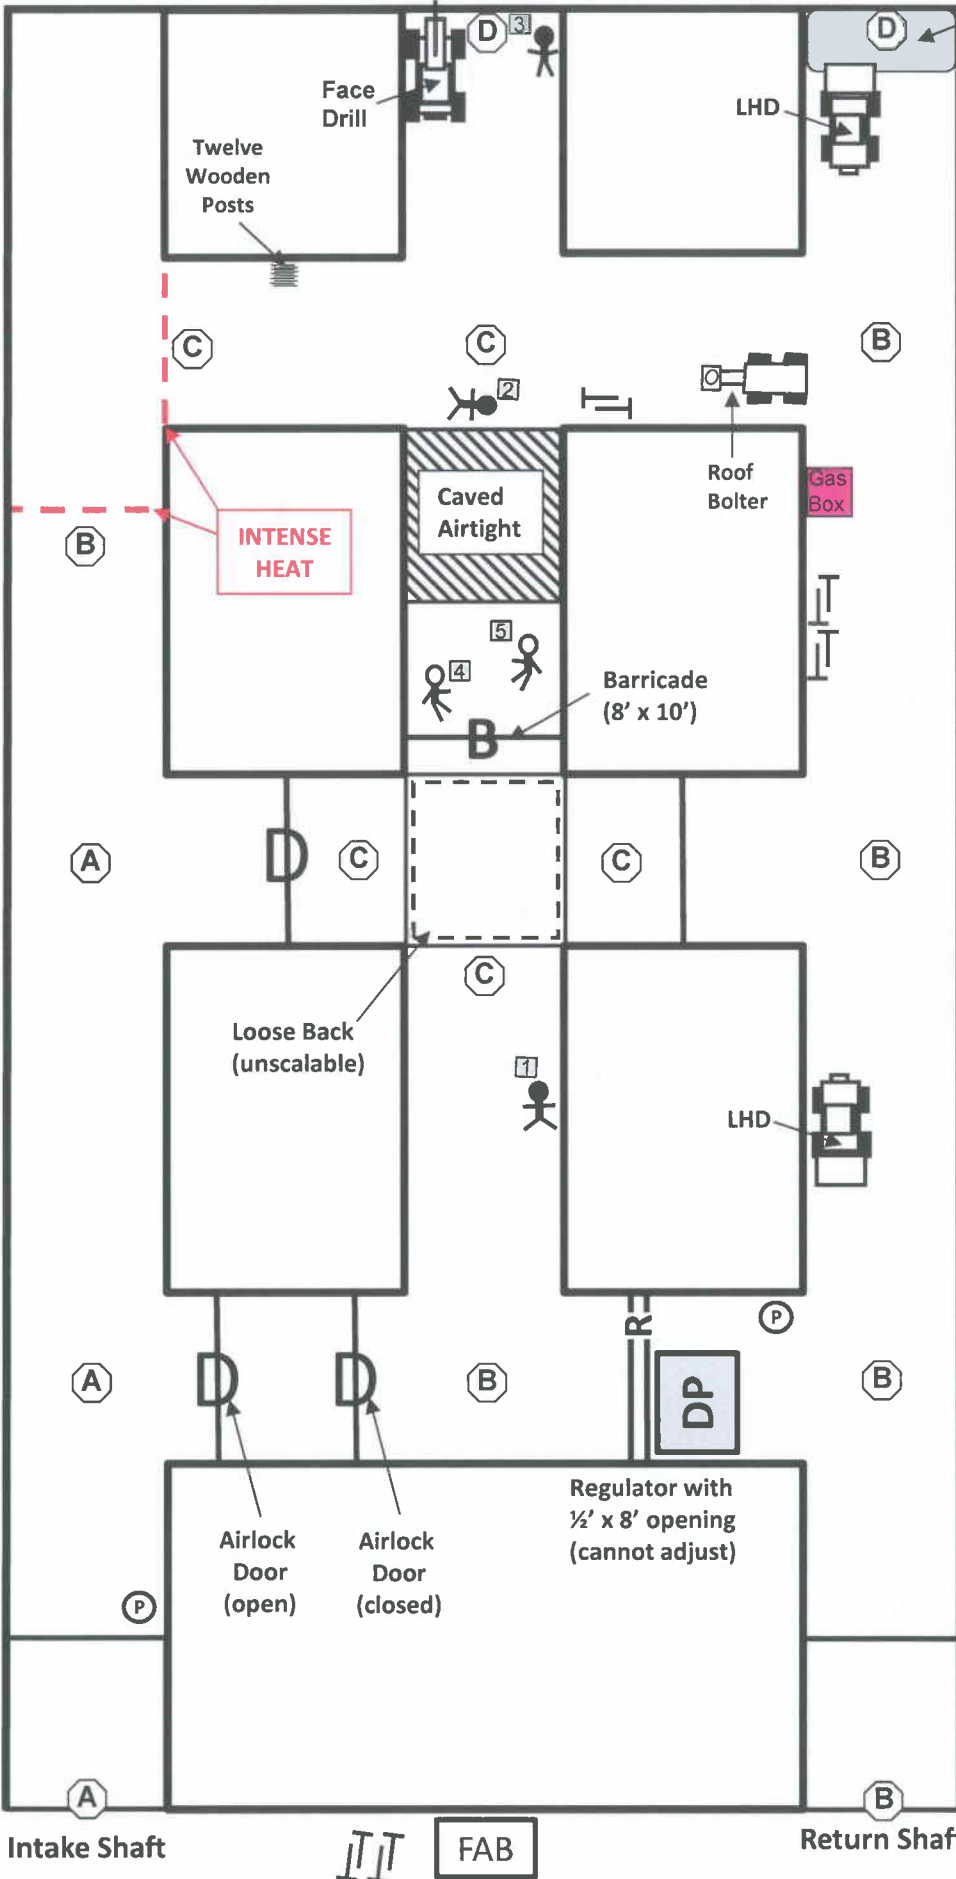 D
3
D
Face
Drill
LHD
Twelve
Wooden
Posts
C
C
B
2
Roof
Bolter
Gas
Box
Caved
Airtight
INTENSE
HEAT
B
5
4
Barricade
(8' x 10')
B
A
D
C
C
B
C
Loose Back
(unscalable)
1
LHD
R
P
A
D
D
B
DP
B
Regulator with
½' x 8' opening
(cannot adjust)
Airlock
Door
(open)
Airlock
Door
(closed)
P
A
B
Intake Shaft
FAB
Return Shaf